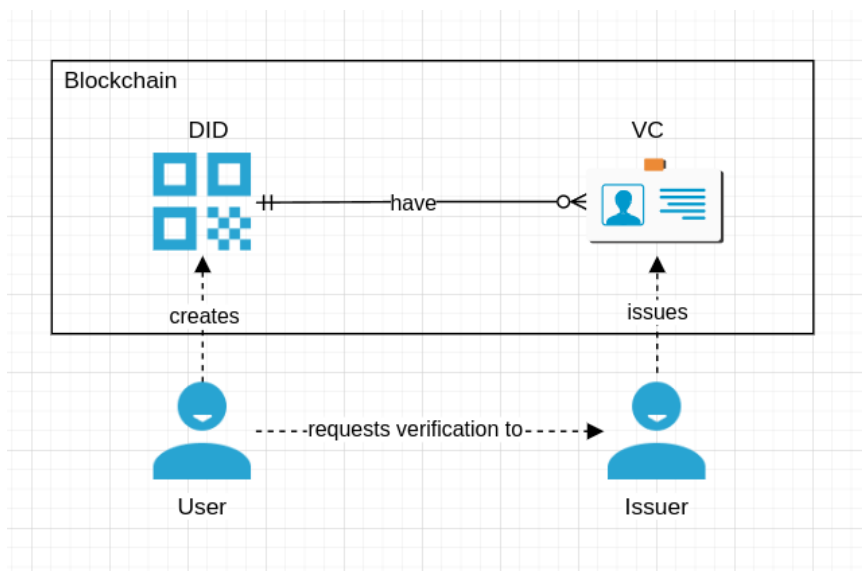 Blockchain
DID
VC
have
creates
issues
requests verification to
User
Issuer